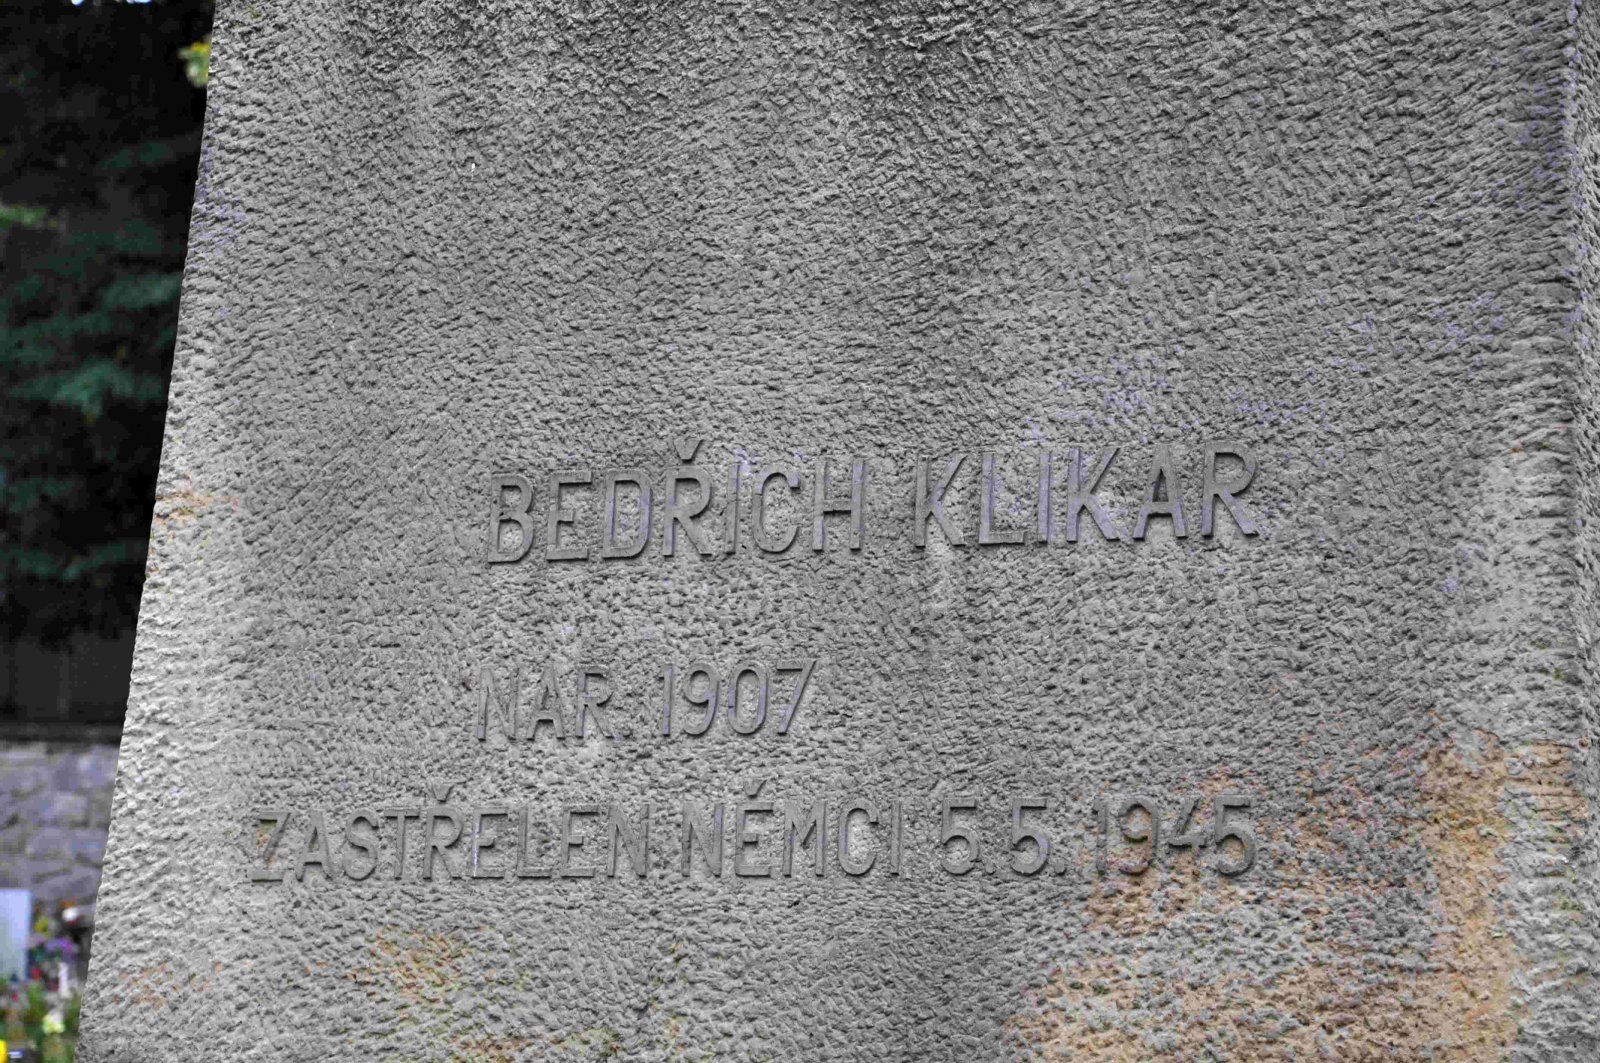 BEDŘICH KLIKAR
NAR. 1907
ZASTŘELEN NĚMCI 5.5.1945